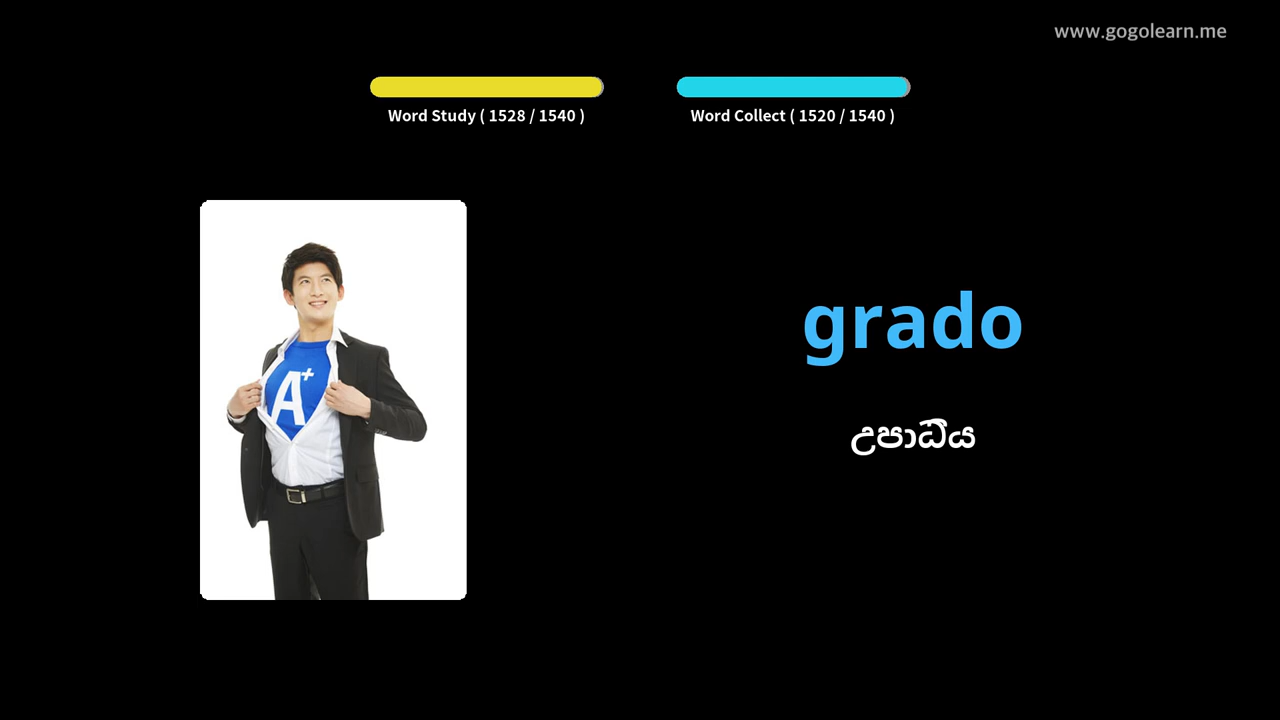 www.gogolearn.me
Word Study ( 1528 / 1540 )
Word Collect ( 1520 / 1540 )
A+
grado
උපාධිය